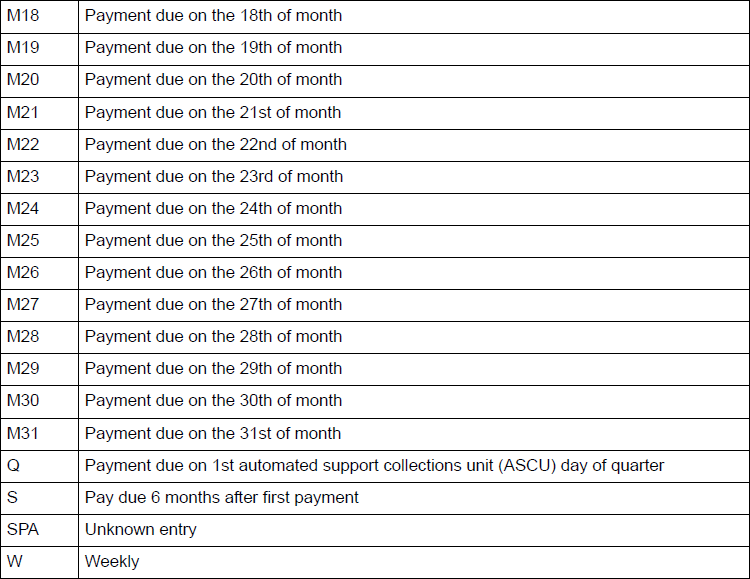 M18 Payment due on the 18th of month
M19 Payment due on the 19th of month
M20 Payment due on the 20th of month
M21 Payment due on the 21st of month
M22 Payment due on the 22nd of month
M23 Payment due on the 23rd of month
M24 Payment due on the 24th of month
M25 Payment due on the 25th of month
M26 Payment due on the 26th of month
M27 Payment due on the 27th of month
M28 Payment due on the 28th of month
M29 Payment due on the 29th of month
M30 Payment due on the 30th of month
M31 Payment due on the 31st of month
Q Payment due on 1st automated support collections unit (ASCU) day of quarter
S Pay due 6 months after first payment
SPA Unknown entry
W Weekly